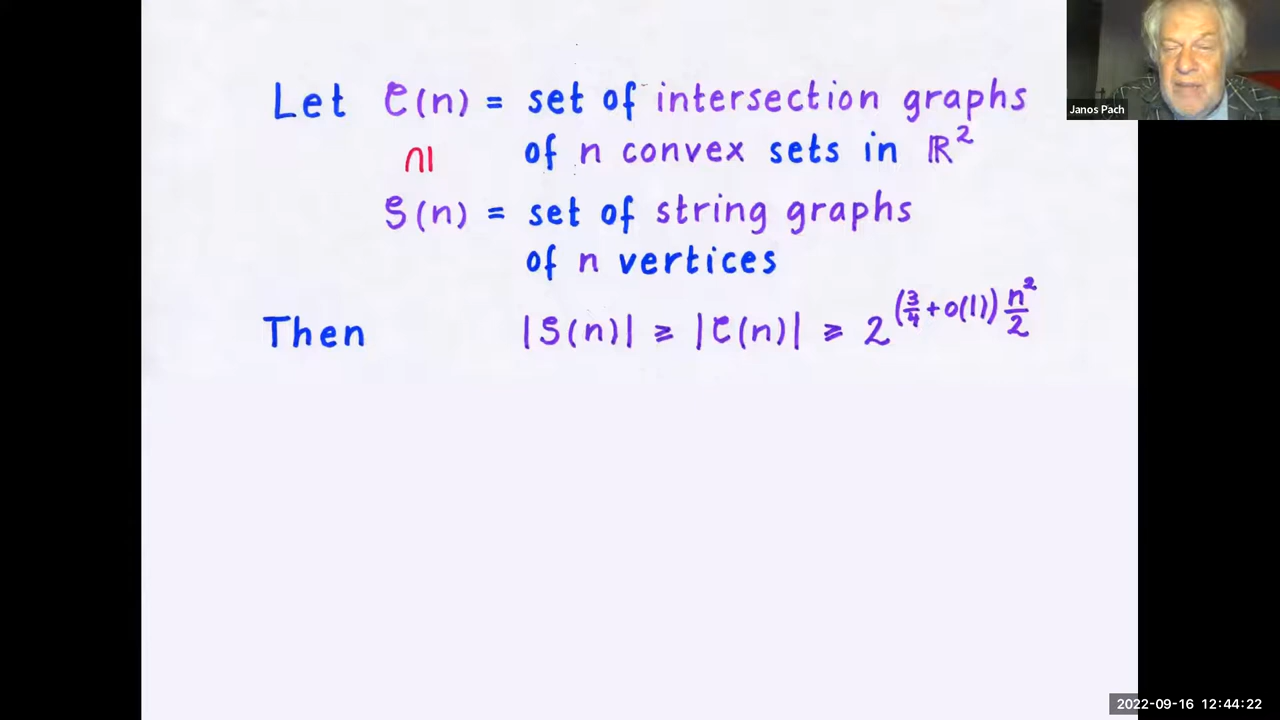 Let C(n) = set of intersection graphs
of n convex sets in ℝ²
∩|
S(n) = set of string graphs
of n vertices
Then |S(n)| ≥ |C(n)| ≥ 2^{(3/4 + o(1)) n²/2}
Janos Pach
2022-09-16 12:44:22